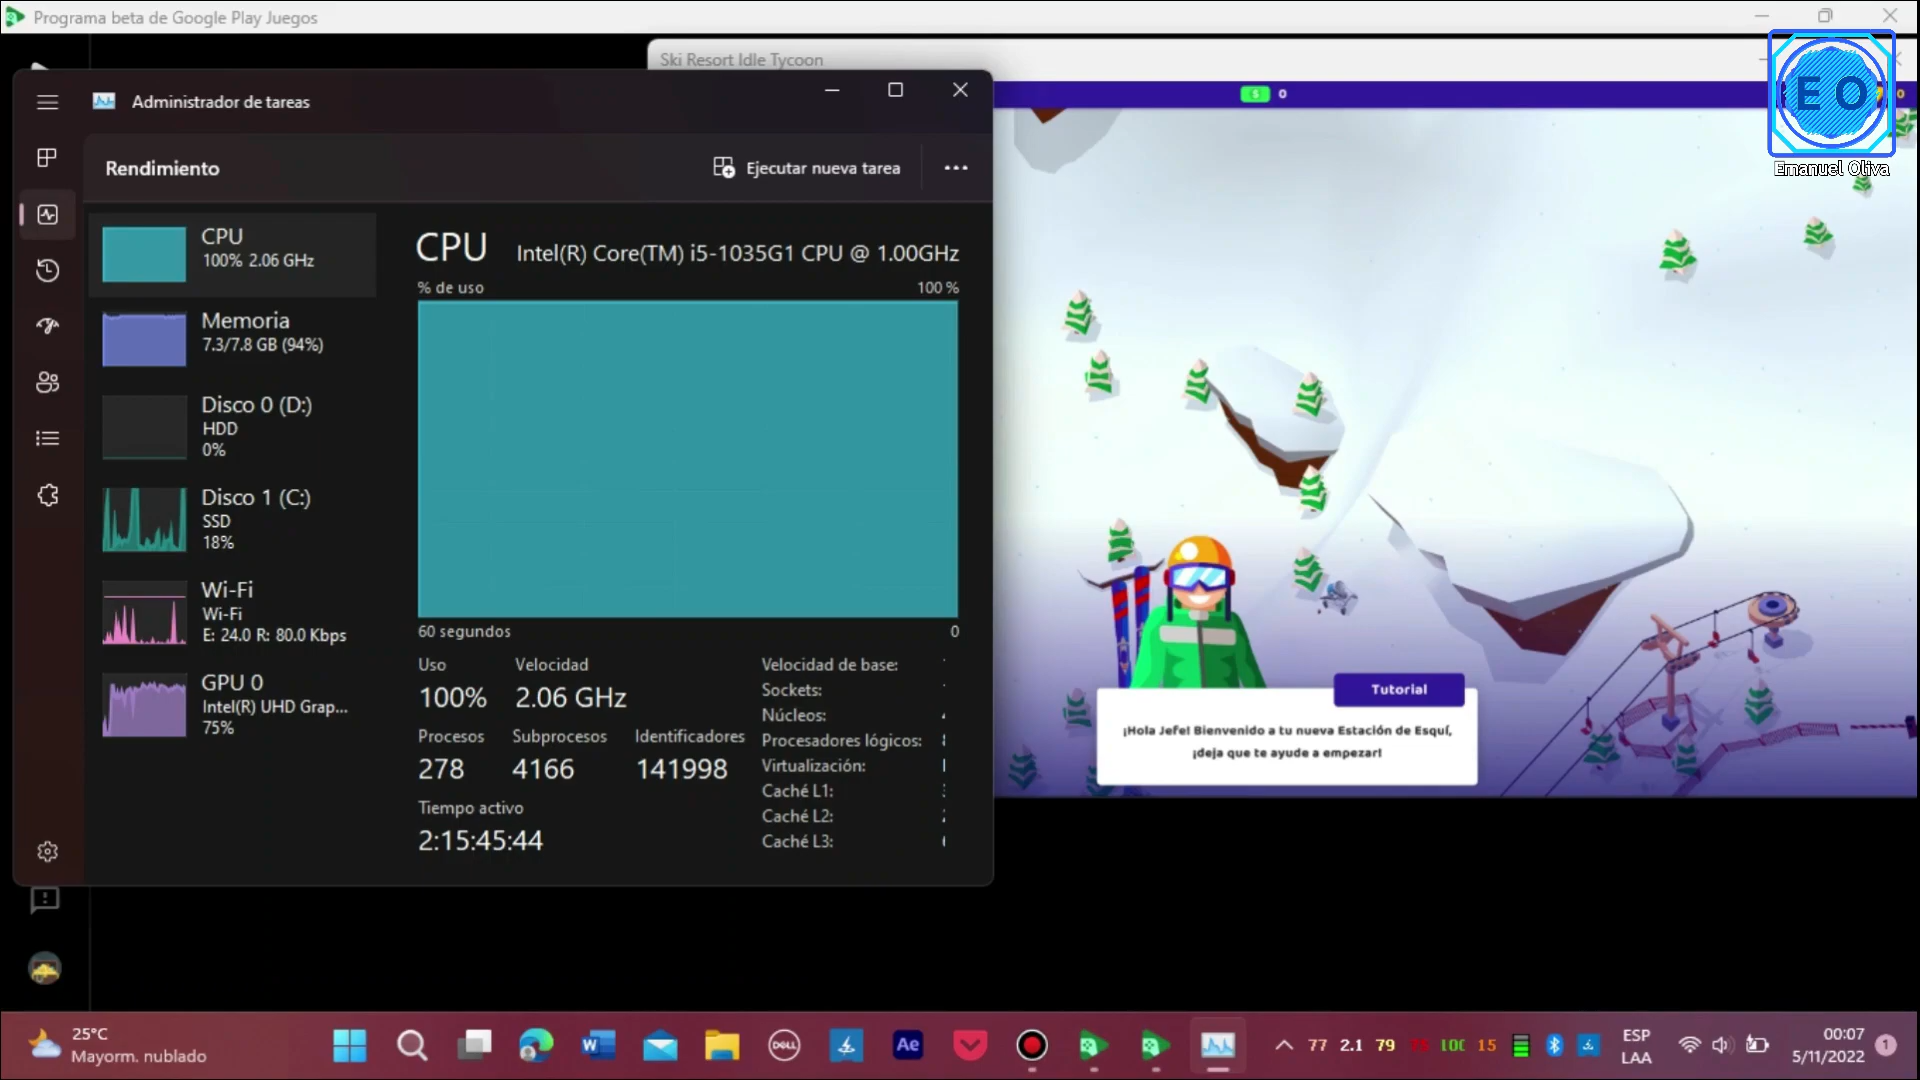 Programa beta de Google Play Juegos
Ski Resort Idle Tycoon
0
E O
Emanuel Oliva
Administrador de tareas
Rendimiento
Ejecutar nueva tarea
CPU
100% 2.06 GHz
Memoria
7.3/7.8 GB (94%)
Disco 0 (D:)
HDD
0%
Disco 1 (C:)
SSD
18%
Wi-Fi
Wi-Fi
E: 24.0 R: 80.0 Kbps
GPU 0
Intel(R) UHD Grap...
75%
CPU
Intel(R) Core(TM) i5-1035G1 CPU @ 1.00GHz
% de uso
100 %
60 segundos
0
Uso
Velocidad
100%
2.06 GHz
Procesos
Subprocesos
Identificadores
278
4166
141998
Tiempo activo
2:15:45:44
Velocidad de base:
Sockets:
Núcleos:
Procesadores lógicos:
Virtualización:
Caché L1:
Caché L2:
Caché L3:
Tutorial
¡Hola Jefe! Bienvenido a tu nueva Estación de Esquí,
¡deja que te ayude a empezar!
25°C
Mayorm. nublado
W
DELL
Ae
77 2.1 79 15
ESP
LAA
00:07
5/11/2022
1